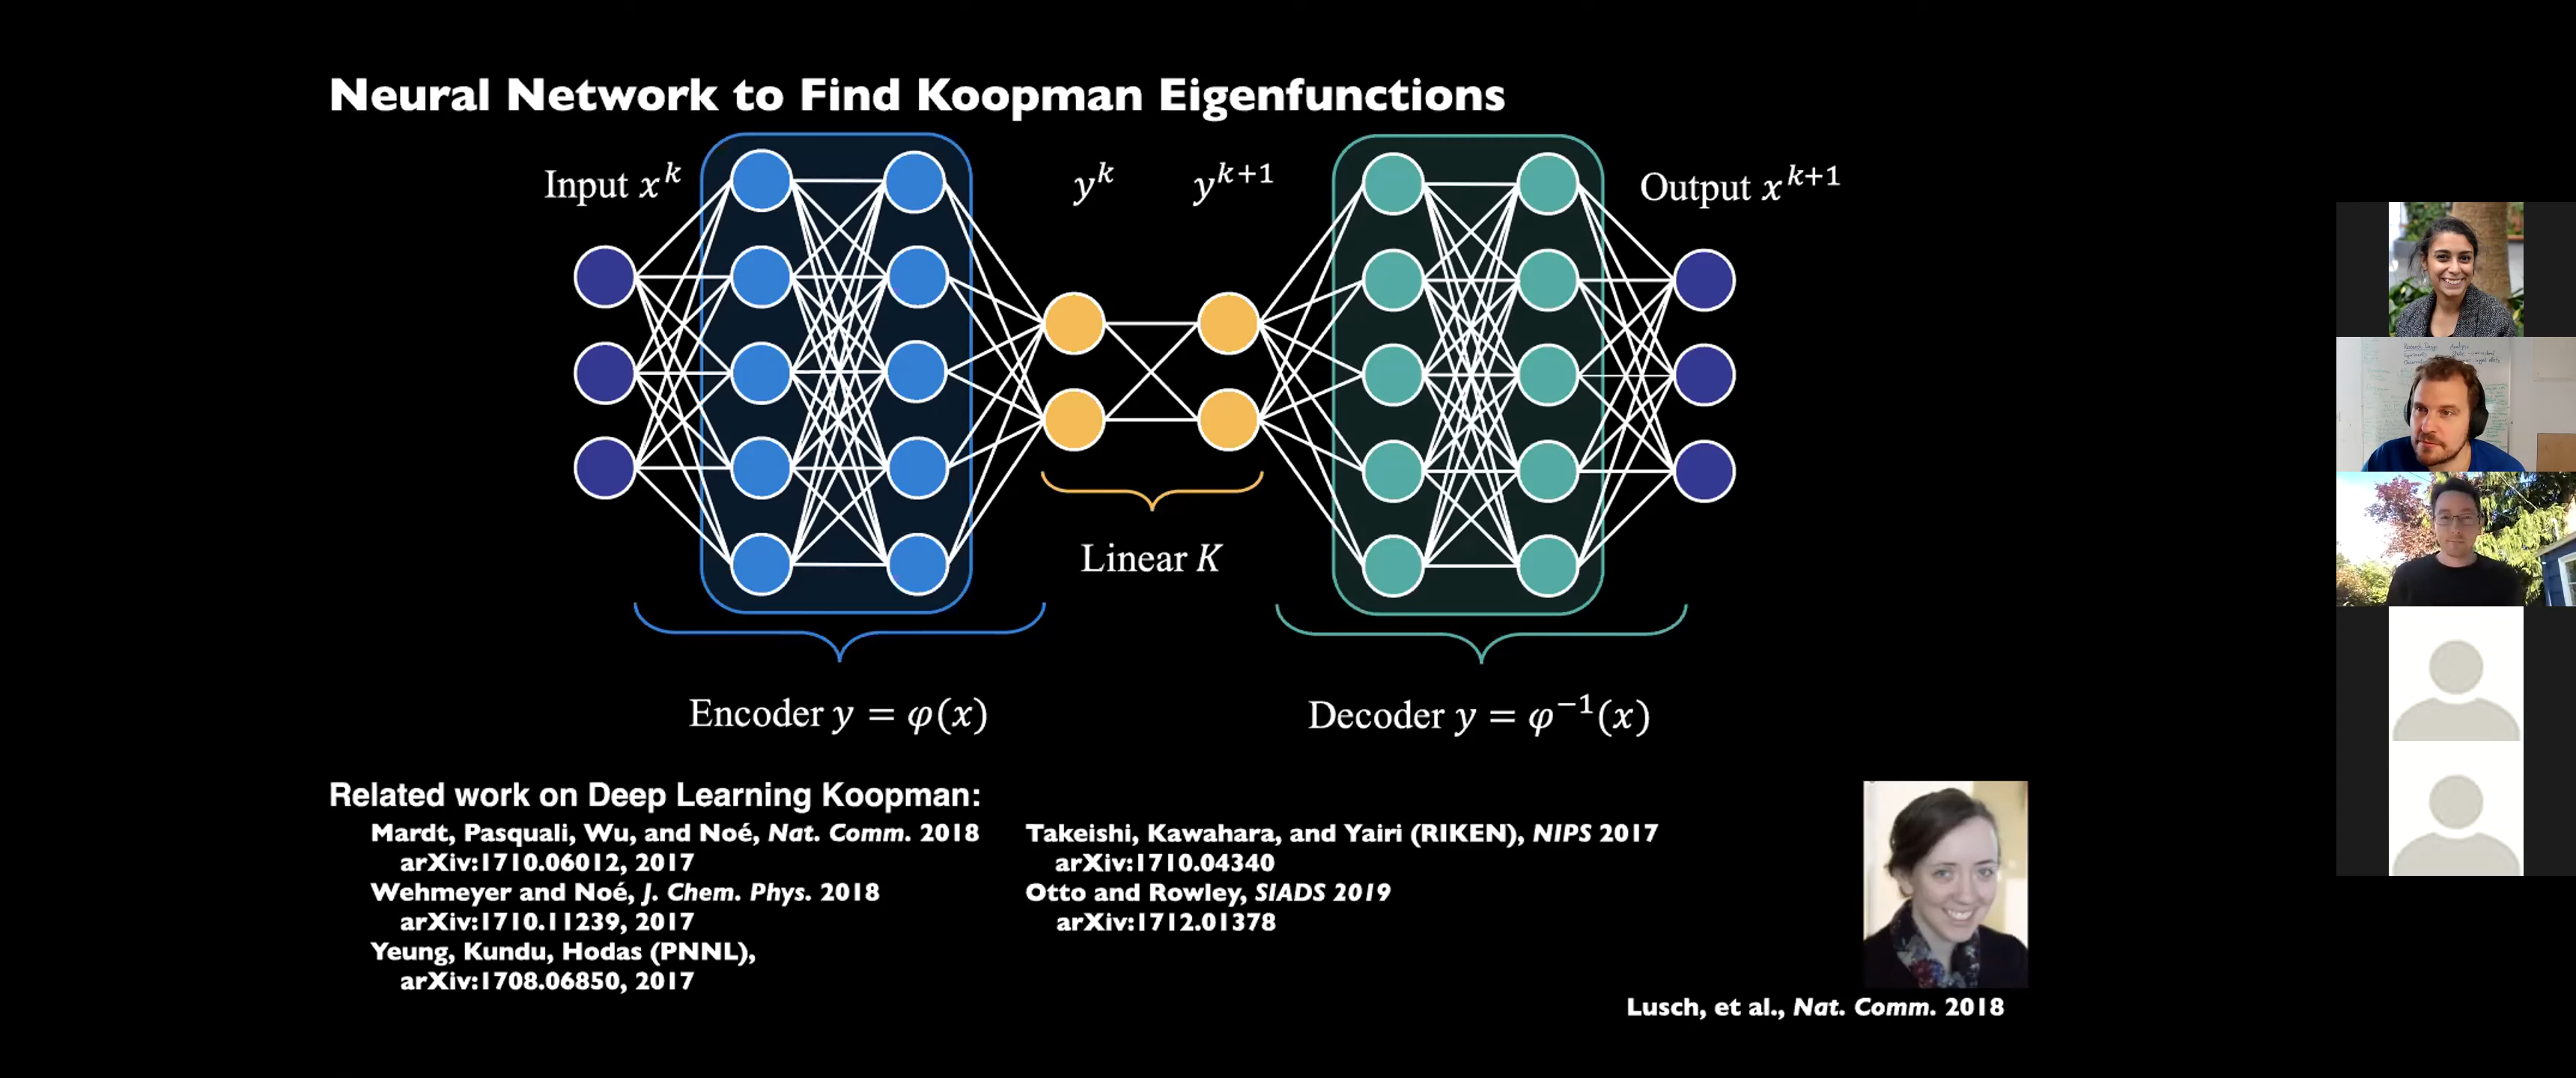 Neural Network to Find Koopman Eigenfunctions
Input x^k
y^k
y^{k+1}
Output x^{k+1}
Linear K
Encoder y = φ(x)
Decoder y = φ^{-1}(x)
Related work on Deep Learning Koopman:
Mardt, Pasquali, Wu, and Noé, Nat. Comm. 2018
arXiv:1710.06012, 2017
Wehmeyer and Noé, J. Chem. Phys. 2018
arXiv:1710.11239, 2017
Yeung, Kundu, Hodas (PNNL),
arXiv:1708.06850, 2017
Takeishi, Kawahara, and Yairi (RIKEN), NIPS 2017
arXiv:1710.04340
Otto and Rowley, SIADS 2019
arXiv:1712.01378
Lusch, et al., Nat. Comm. 2018